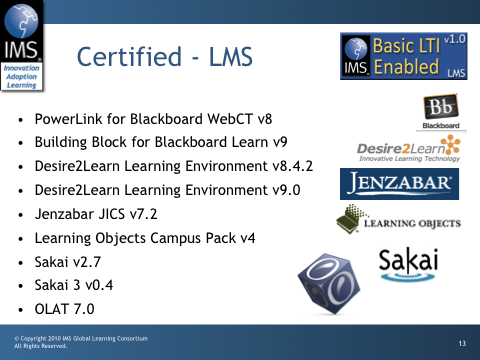 IMS
Innovation
Adoption
Learning
Certified - LMS
IMS
Basic LTI v1.0
Enabled
LMS
• PowerLink for Blackboard WebCT v8
• Building Block for Blackboard Learn v9
• Desire2Learn Learning Environment v8.4.2
• Desire2Learn Learning Environment v9.0
• Jenzabar JICS v7.2
• Learning Objects Campus Pack v4
• Sakai v2.7
• Sakai 3 v0.4
• OLAT 7.0
Bb
Blackboard
Desire2Learn
Innovative Learning Technology
JENZABAR
LEARNING OBJECTS
Sakai
© Copyright 2010 IMS Global Learning Consortium
All Rights Reserved.
13